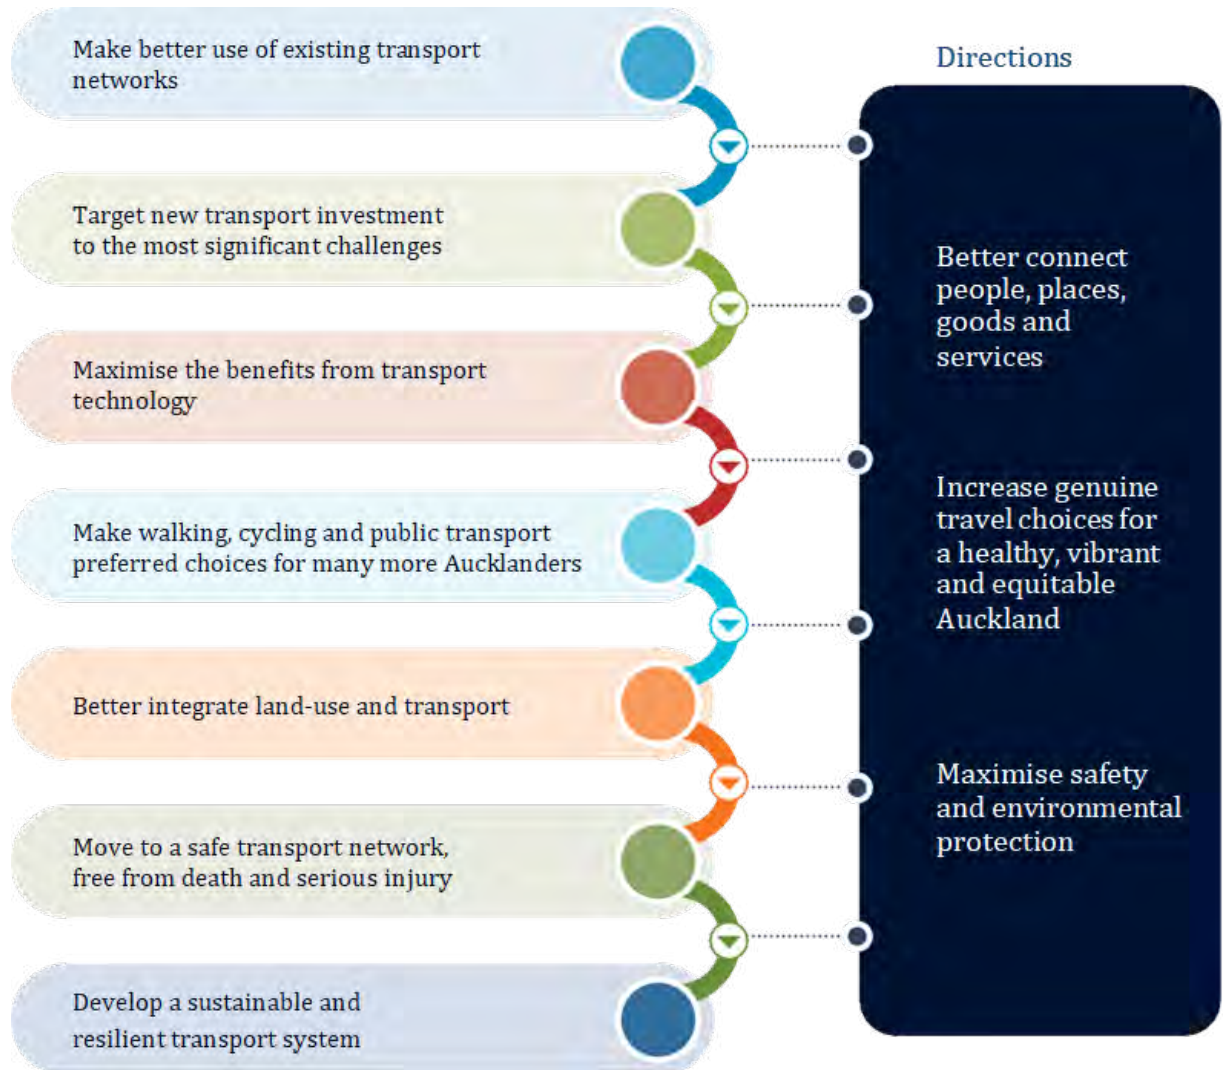 Make better use of existing transport
networks
Target new transport investment
to the most significant challenges
Maximise the benefits from transport
technology
Make walking, cycling and public transport
preferred choices for many more Aucklanders
Better integrate land-use and transport
Move to a safe transport network,
free from death and serious injury
Develop a sustainable and
resilient transport system
Directions
Better connect
people, places,
goods and
services
Increase genuine
travel choices for
a healthy, vibrant
and equitable
Auckland
Maximise safety
and environmental
protection